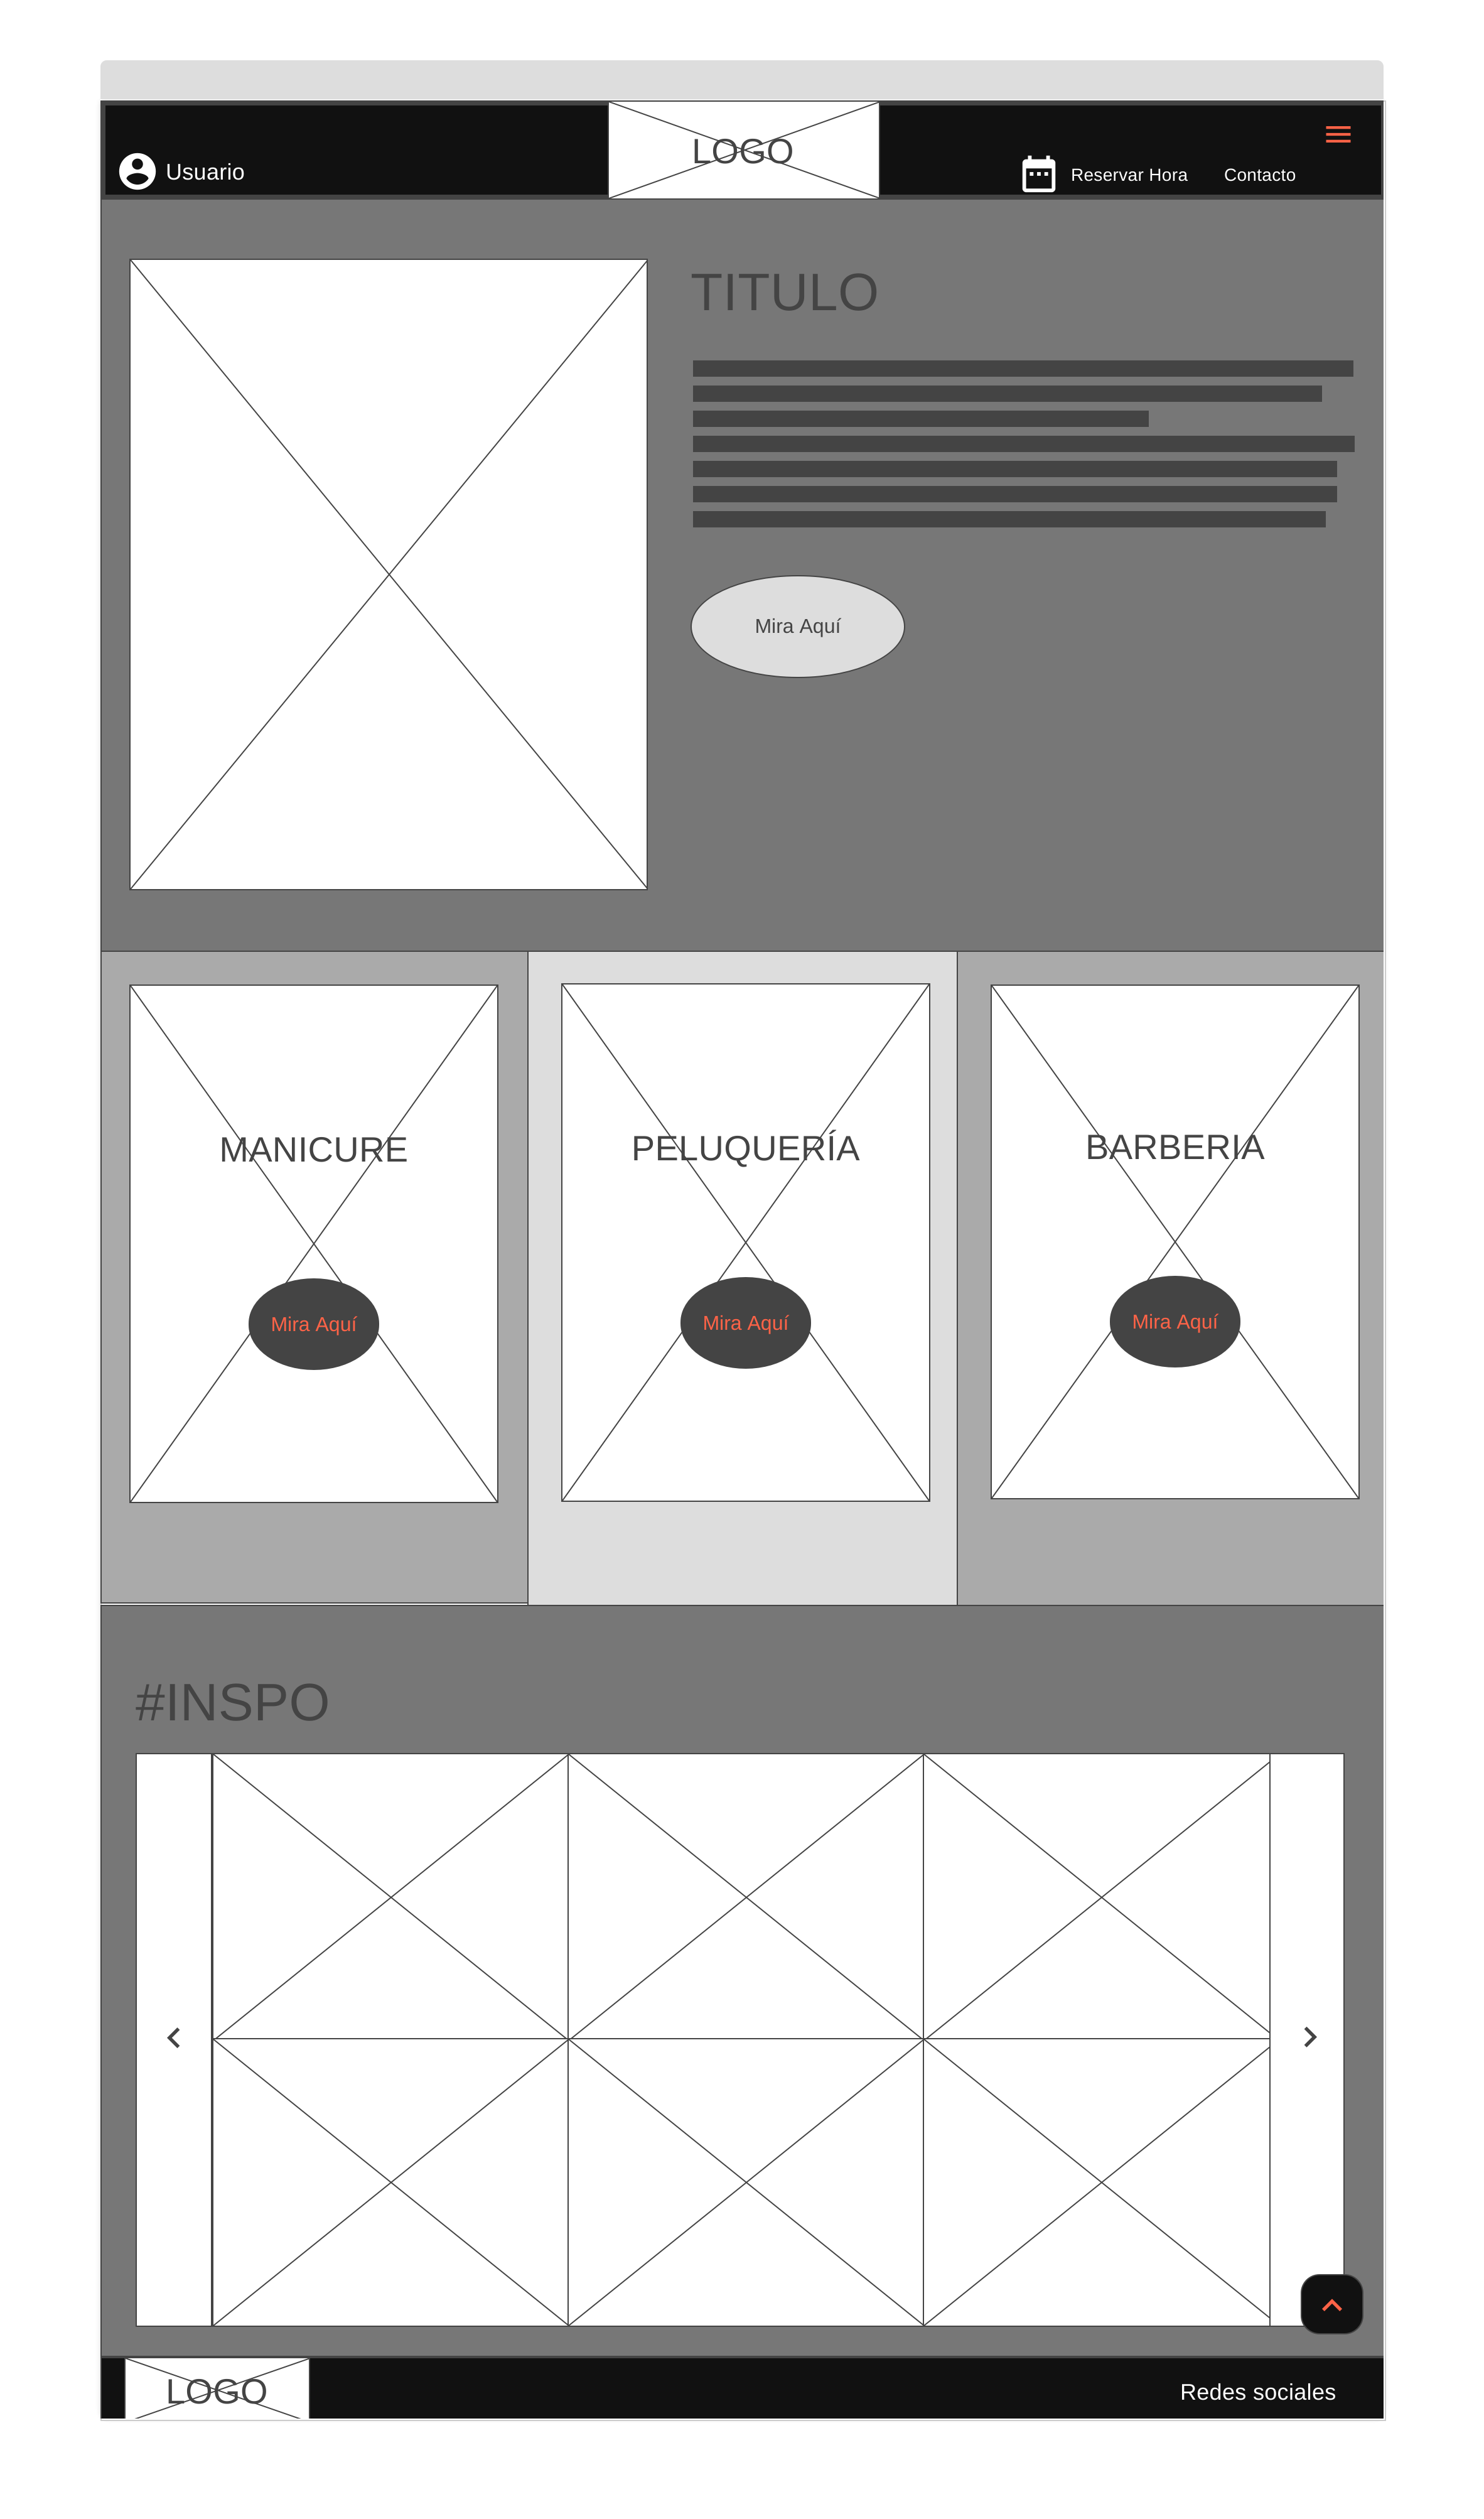 LOGO
Usuario
Reservar Hora
Contacto
TITULO
Mira Aquí
MANICURE
PELUQUERÍA
BARBERIA
Mira Aquí
Mira Aquí
Mira Aquí
#INSPO
LOGO
Redes sociales